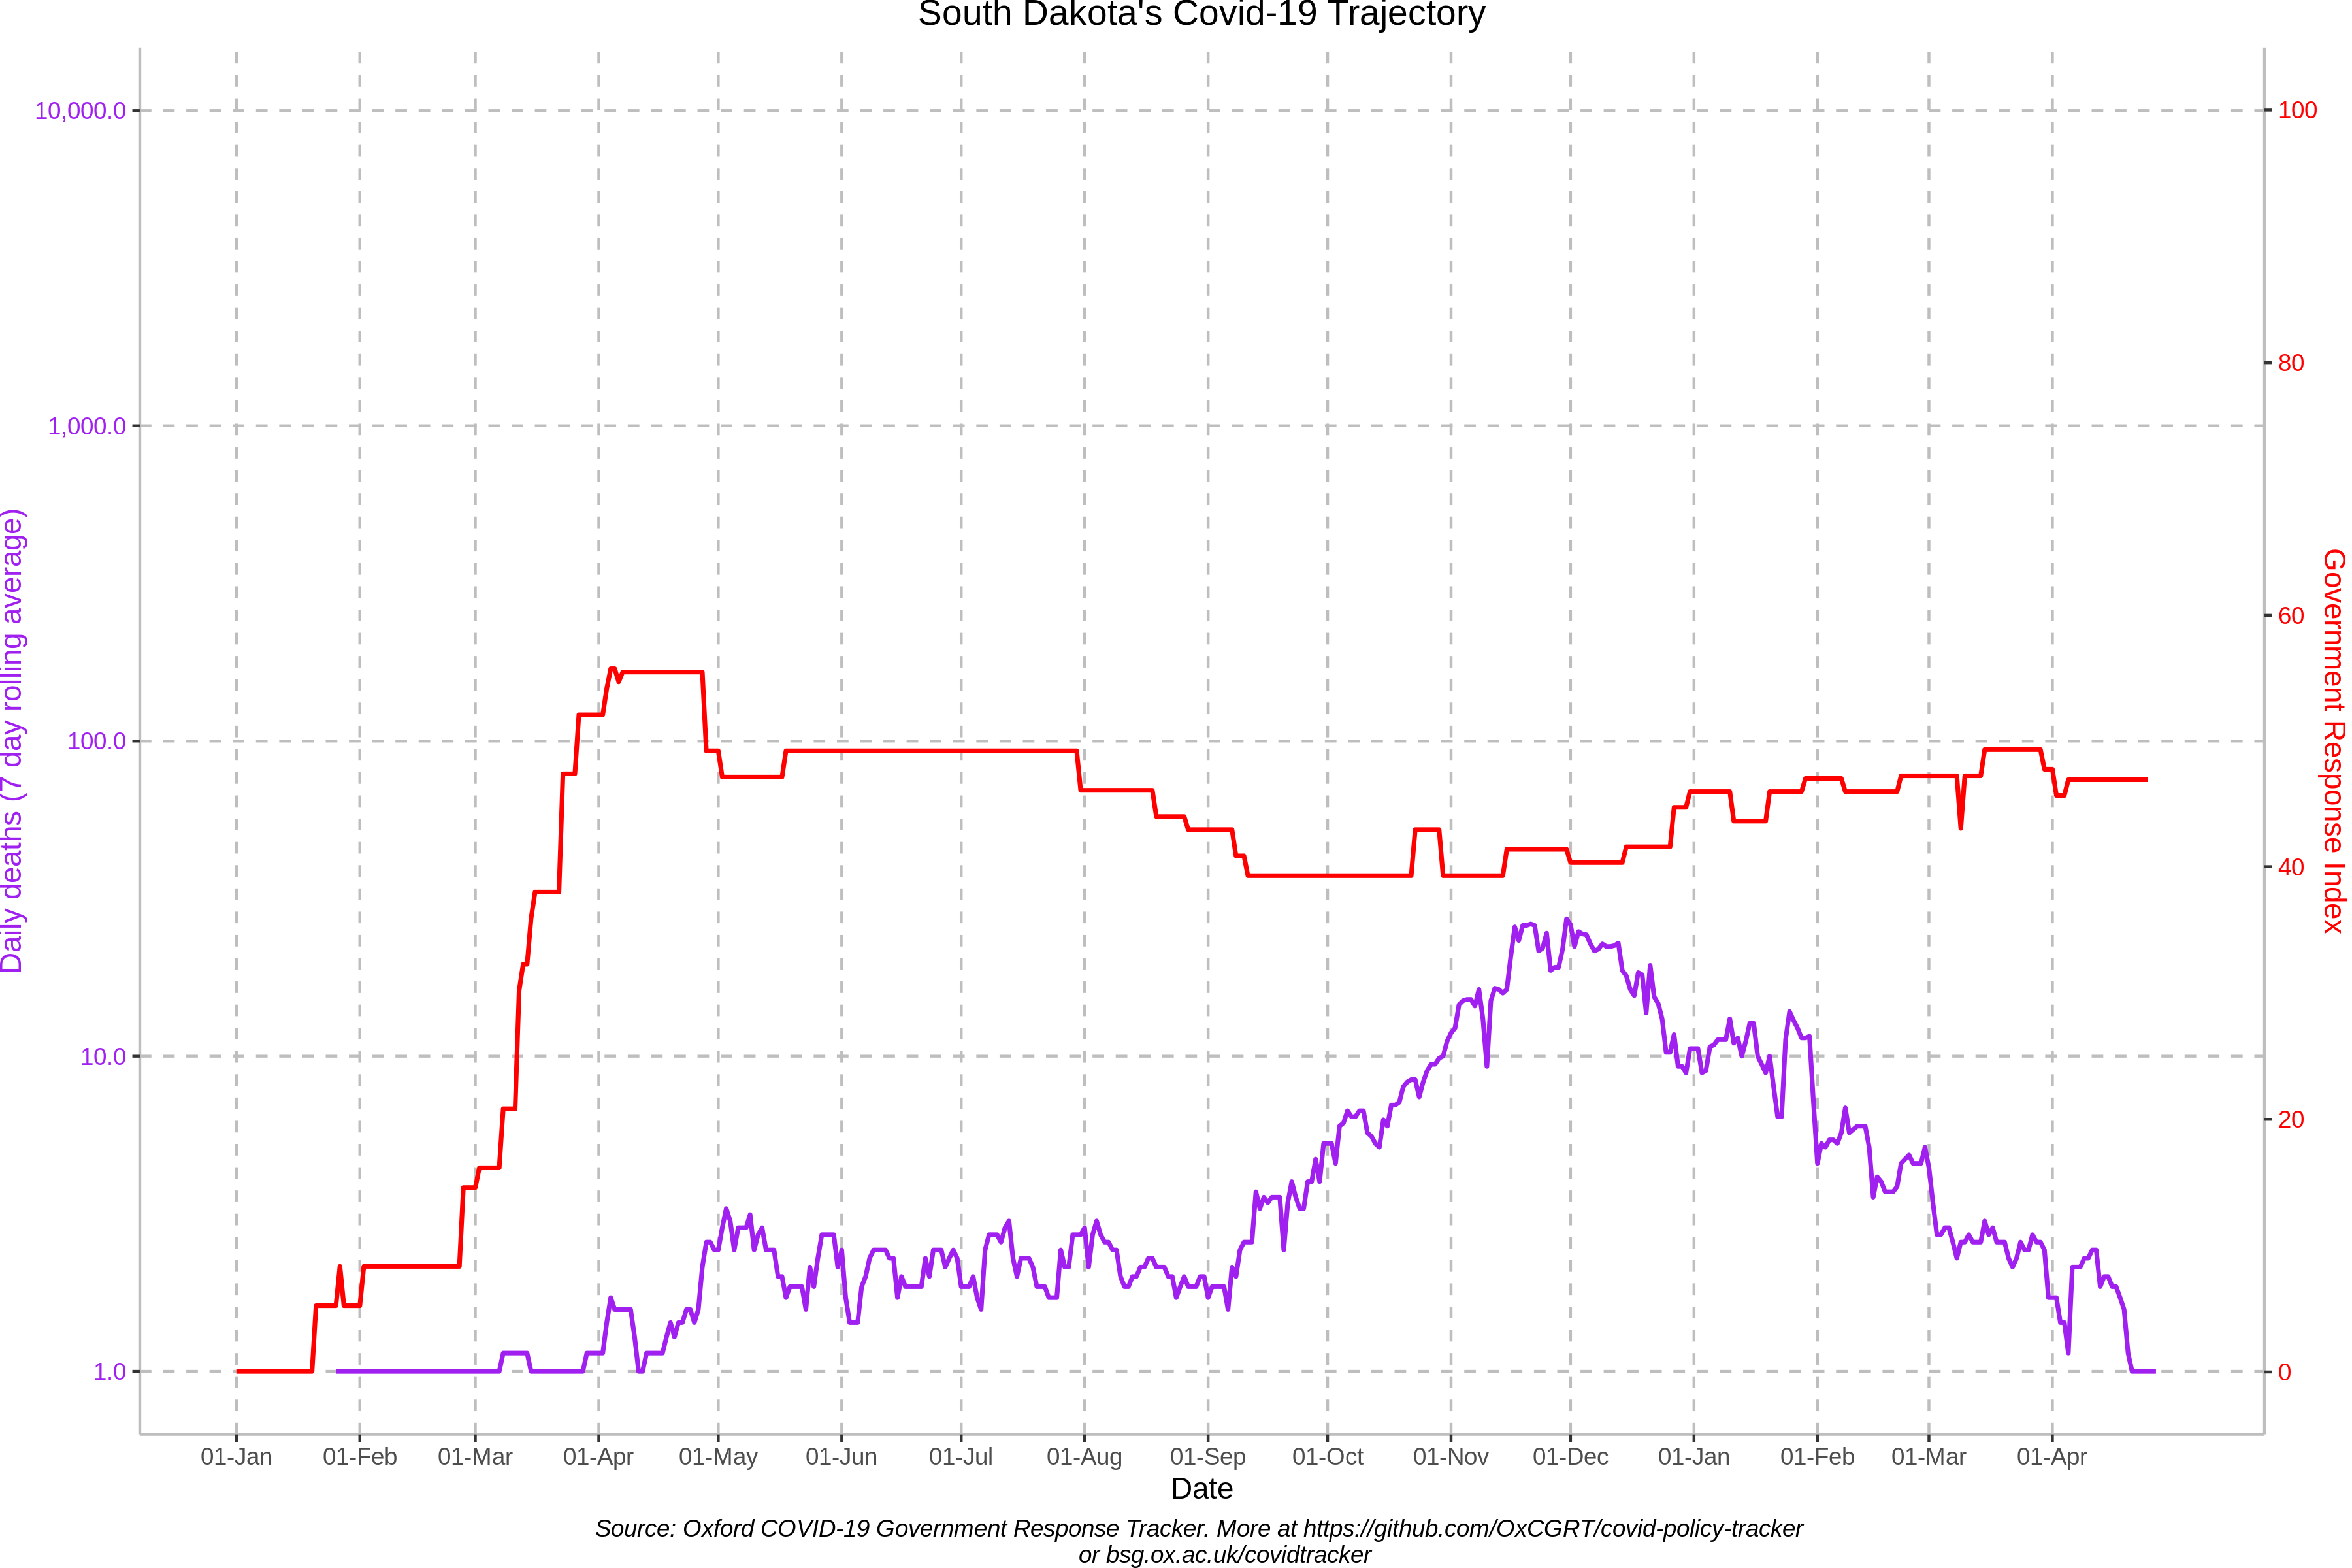 South Dakota's Covid-19 Trajectory
10,000.0
1,000.0
100.0
10.0
1.0
Daily deaths (7 day rolling average)
100
80
60
40
20
0
Government Response Index
01-Jan 01-Feb 01-Mar 01-Apr 01-May 01-Jun 01-Jul 01-Aug 01-Sep 01-Oct 01-Nov 01-Dec 01-Jan 01-Feb 01-Mar 01-Apr
Date
Source: Oxford COVID-19 Government Response Tracker. More at https://github.com/OxCGRT/covid-policy-tracker
or bsg.ox.ac.uk/covidtracker